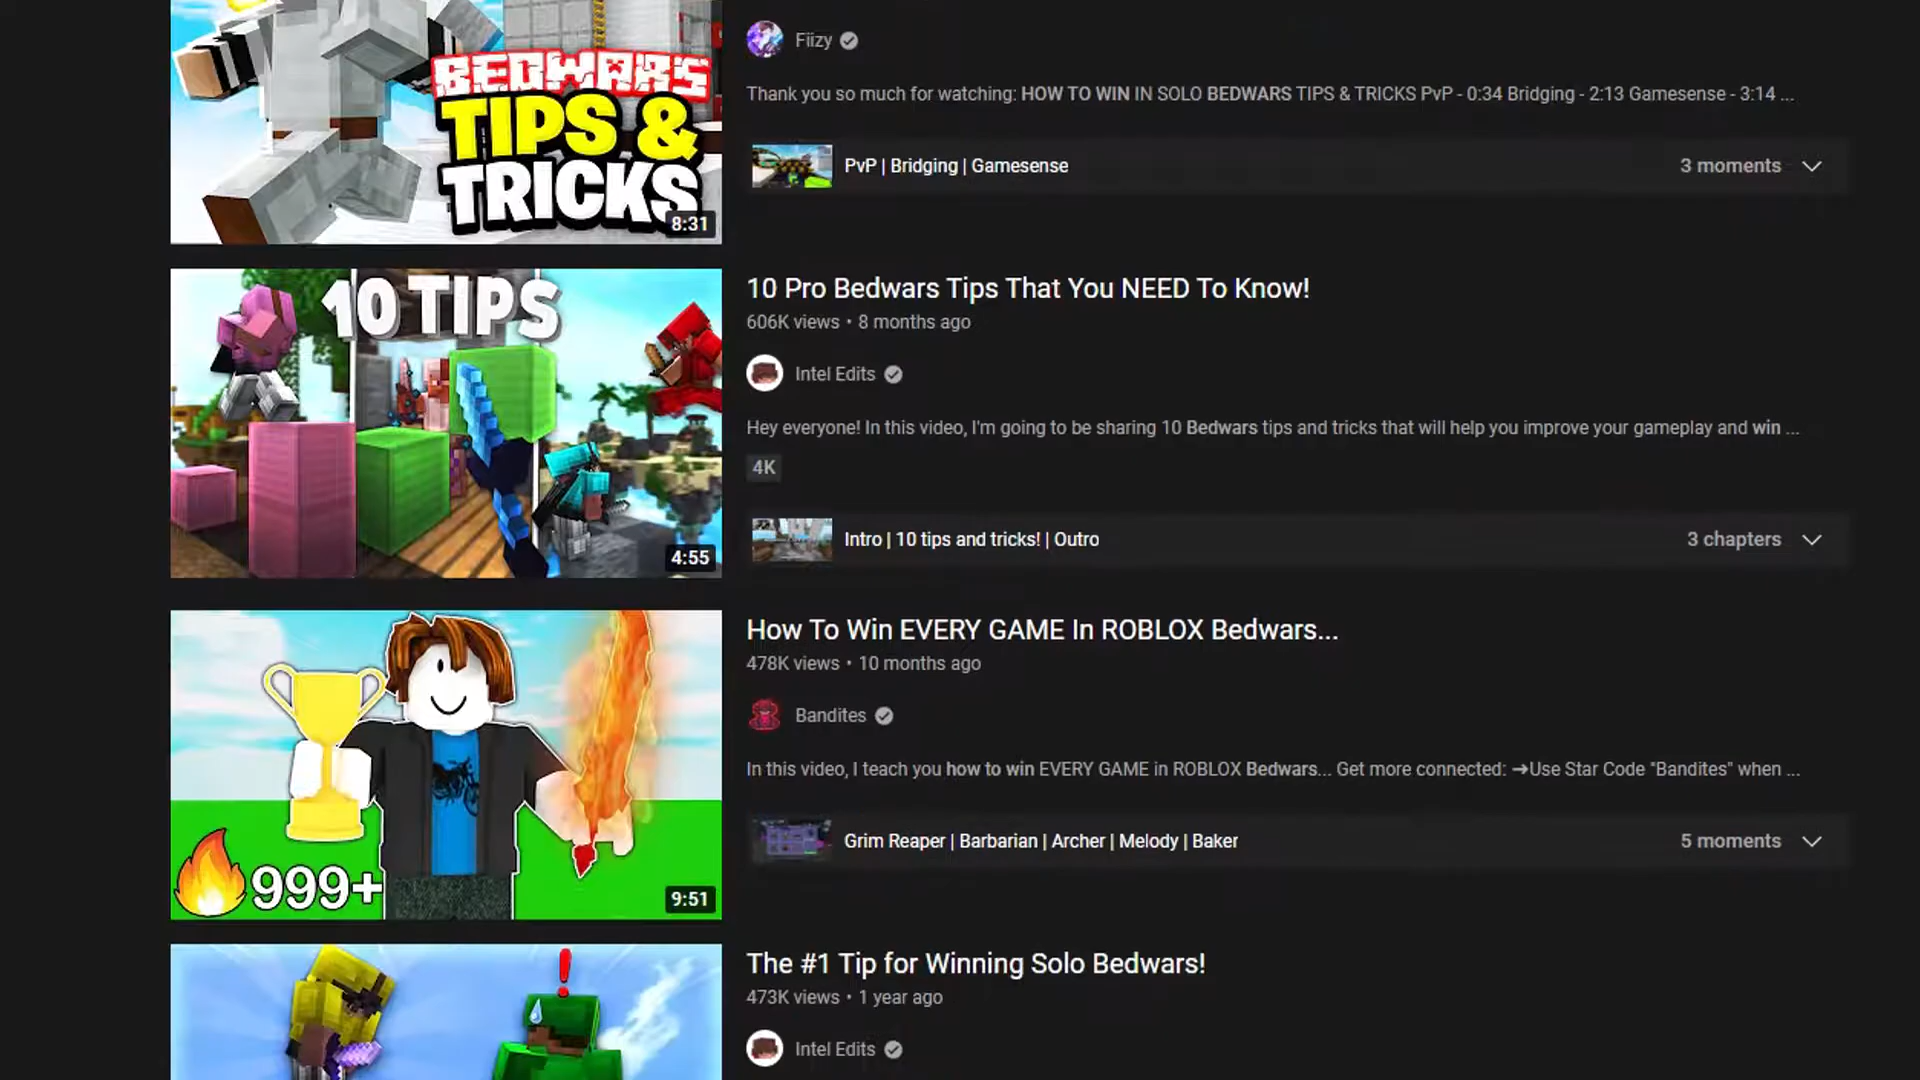 BEDWARS
TIPS &
TRICKS
8:31
Fiizy
Thank you so much for watching: HOW TO WIN IN SOLO BEDWARS TIPS & TRICKS PvP - 0:34 Bridging - 2:13 Gamesense - 3:14 ...
PvP | Bridging | Gamesense
3 moments
10 TIPS
4:55
10 Pro Bedwars Tips That You NEED To Know!
606K views • 8 months ago
Intel Edits
Hey everyone! In this video, I'm going to be sharing 10 Bedwars tips and tricks that will help you improve your gameplay and win ...
4K
Intro | 10 tips and tricks! | Outro
3 chapters
999+
9:51
How To Win EVERY GAME In ROBLOX Bedwars...
478K views • 10 months ago
Bandites
In this video, I teach you how to win EVERY GAME in ROBLOX Bedwars... Get more connected: ➔Use Star Code "Bandites" when ...
Grim Reaper | Barbarian | Archer | Melody | Baker
5 moments
!
The #1 Tip for Winning Solo Bedwars!
473K views • 1 year ago
Intel Edits